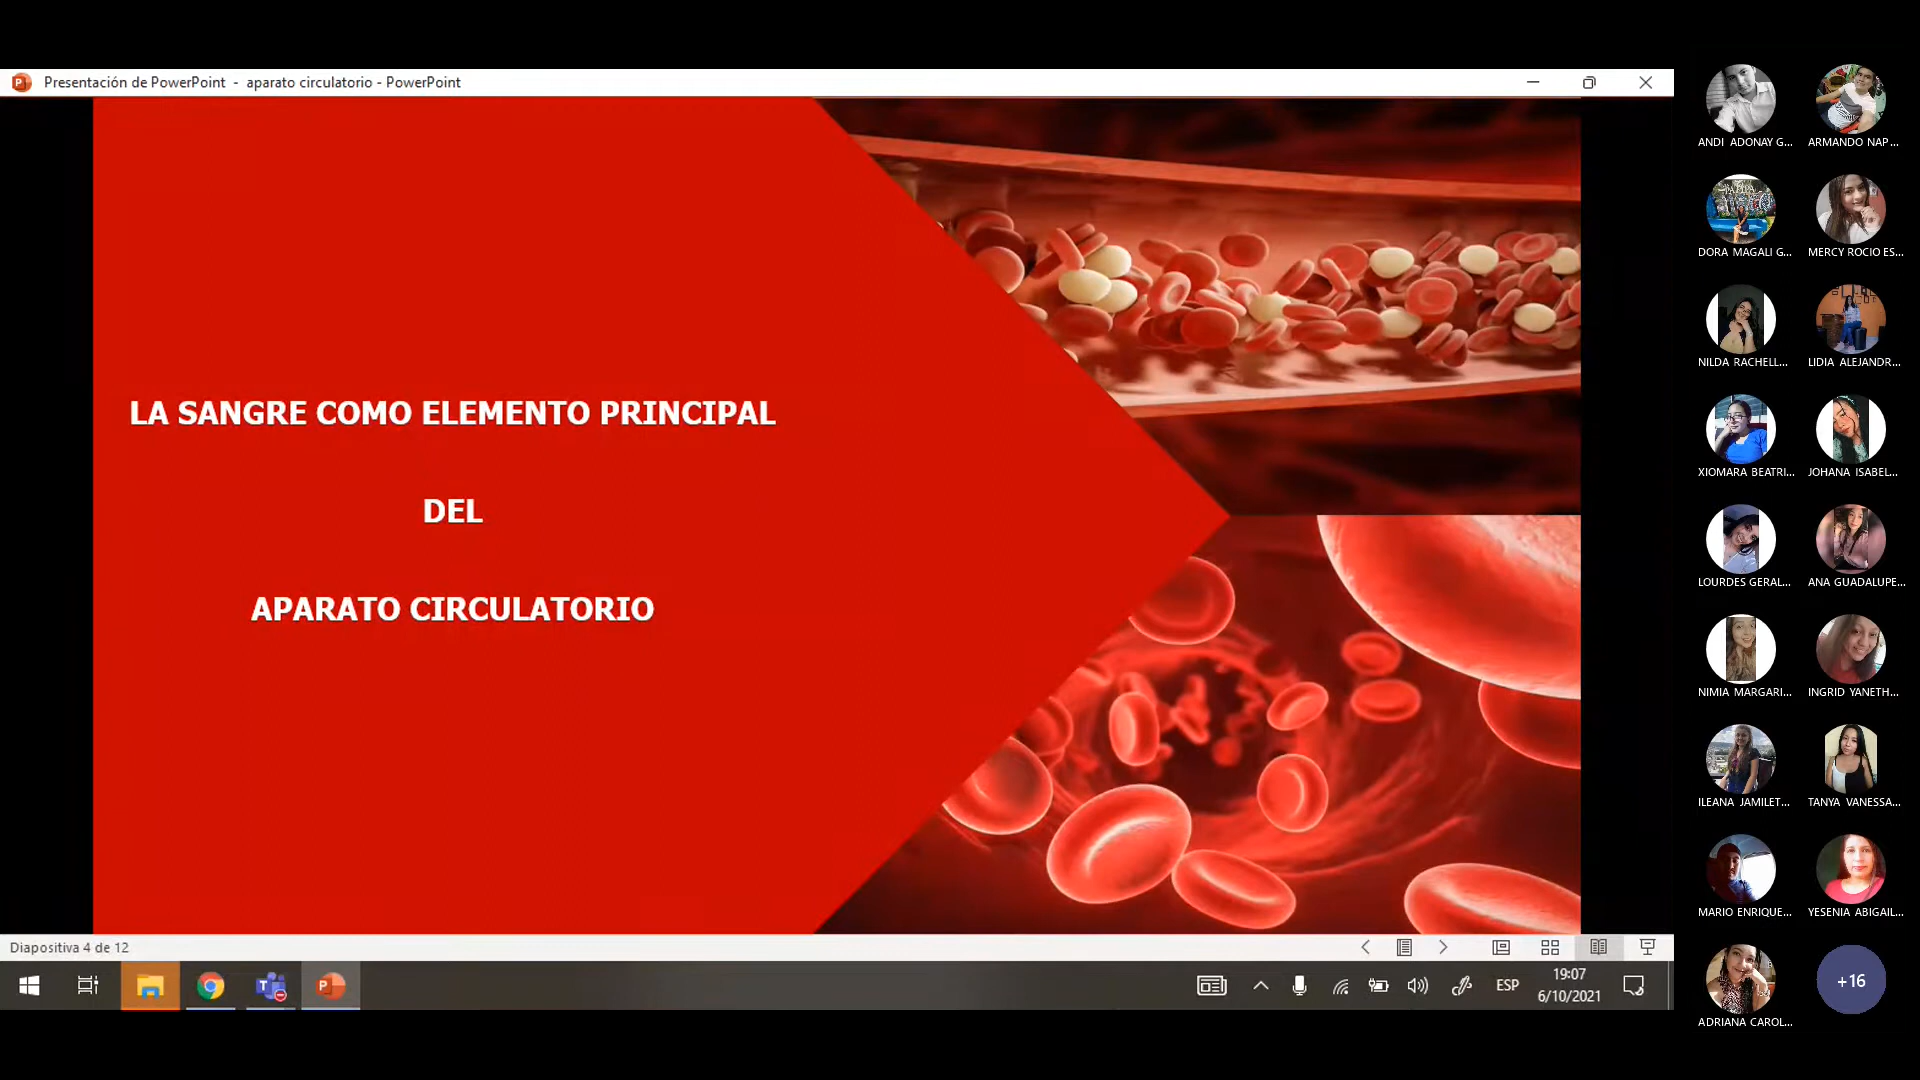 Presentación de PowerPoint - aparato circulatorio - PowerPoint
LA SANGRE COMO ELEMENTO PRINCIPAL
DEL
APARATO CIRCULATORIO
Diapositiva 4 de 12
ESP
19:07
6/10/2021
ANDI ADONAY G...
ARMANDO NAP...
DORA MAGALI G...
MERCY ROCIO ES...
NILDA RACHELL...
LIDIA ALEJANDR...
XIOMARA BEATRI...
JOHANA ISABEL...
LOURDES GERAL...
ANA GUADALUPE...
NIMIA MARGARI...
INGRID YANETH...
ILEANA JAMILET...
TANYA VANESSA...
MARIO ENRIQUE...
YESENIA ABIGAIL...
ADRIANA CAROL...
+16